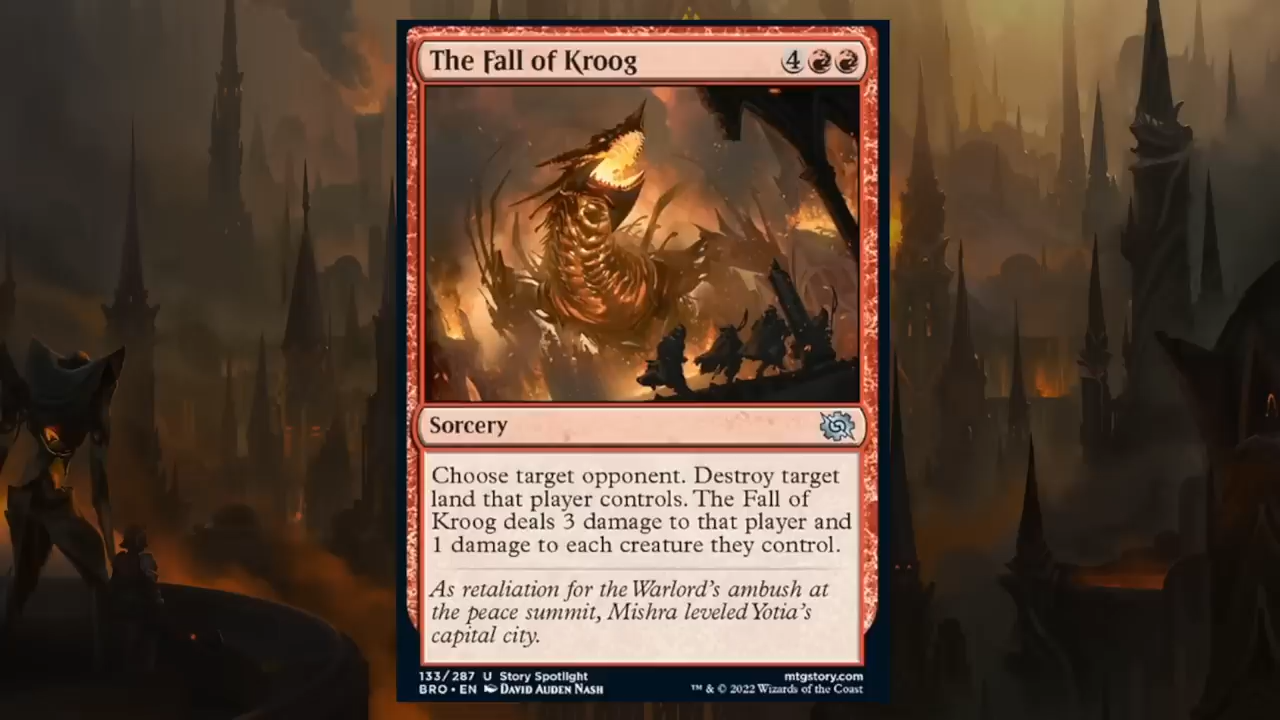 The Fall of Kroog 4
Sorcery
Choose target opponent. Destroy target
land that player controls. The Fall of
Kroog deals 3 damage to that player and
1 damage to each creature they control.
As retaliation for the Warlord's ambush at
the peace summit, Mishra leveled Yotia's
capital city.
133/287 U Story Spotlight
mtgstory.com
BRO • EN David Auden Nash
™ & © 2022 Wizards of the Coast